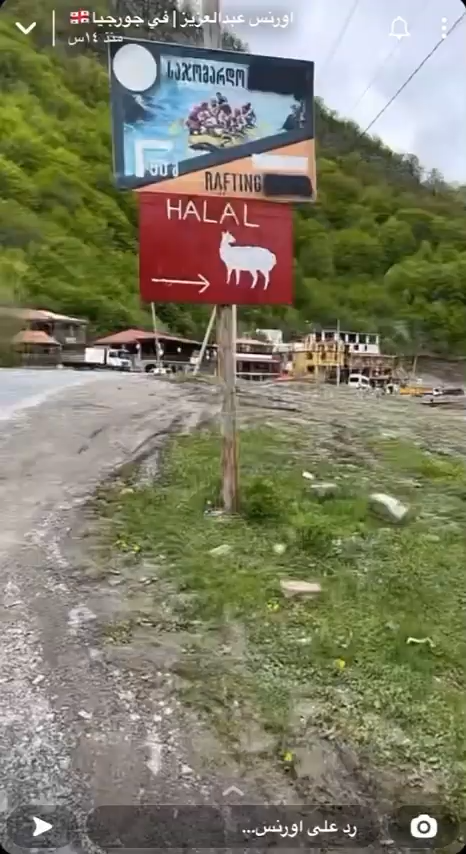 اورنس عبدالعزيز | في جورجيا🇬🇪
منذ ١٤س
საჯომარდო
RAFTING
HALAL
رد على اورنس...